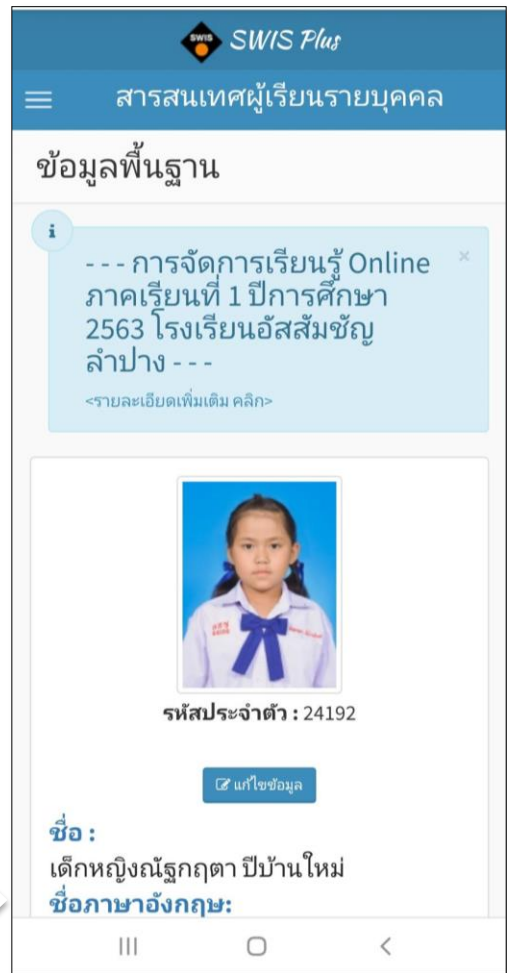 SWIS
SWIS Plus
สารสนเทศผู้เรียนรายบุคคล
ข้อมูลพื้นฐาน
i
- - - การจัดการเรียนรู้ Online ×
ภาคเรียนที่ 1 ปีการศึกษา
2563 โรงเรียนอัสสัมชัญ
ลำปาง - - -
<รายละเอียดเพิ่มเติม คลิก>
รหัสประจำตัว : 24192
แก้ไขข้อมูล
ชื่อ :
เด็กหญิงณัฐกฤตา ปีบ้านใหม่
ชื่อภาษาอังกฤษ: